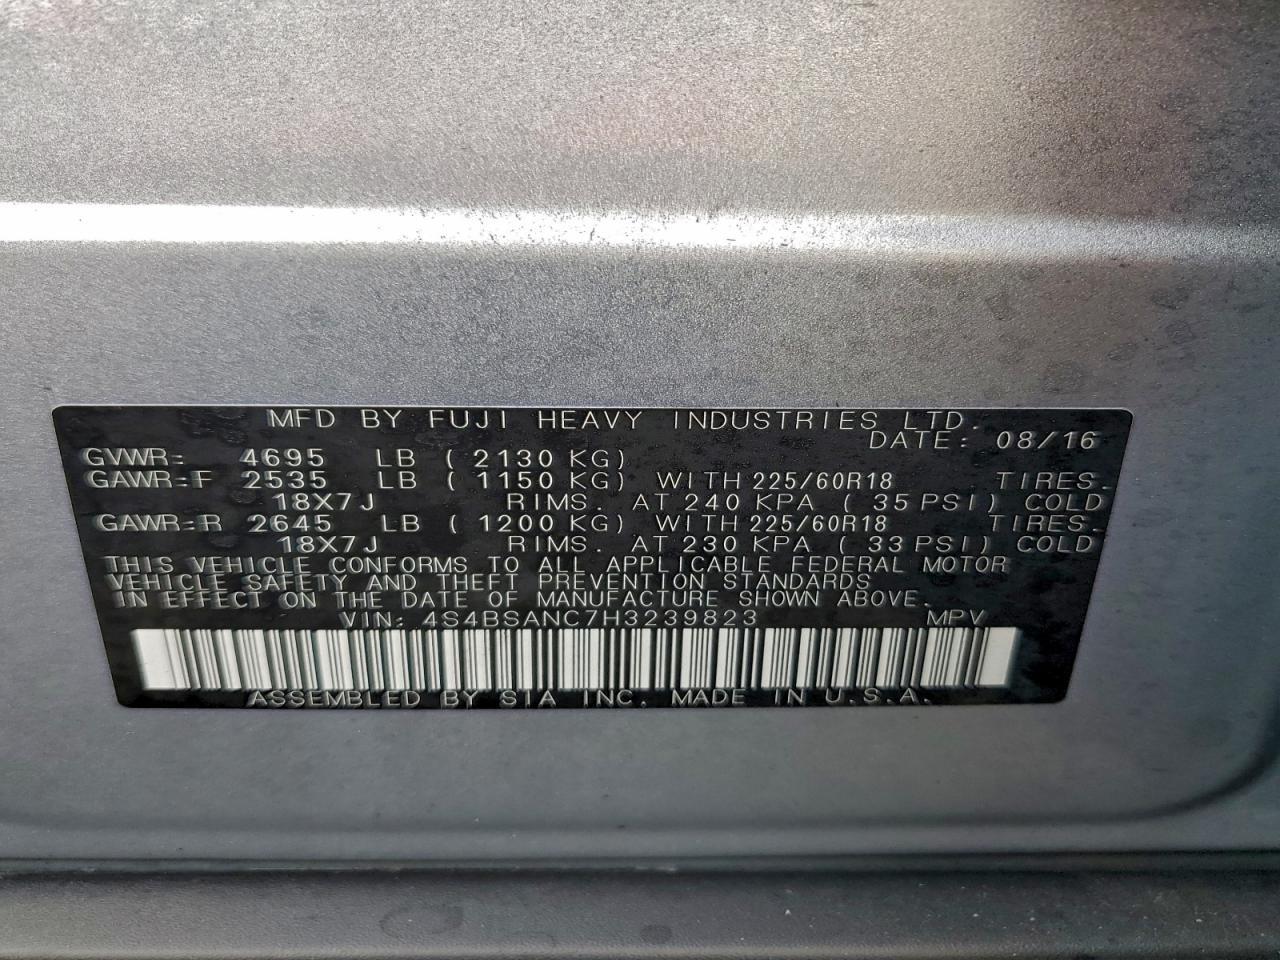 MFD BY FUJI HEAVY INDUSTRIES LTD.
DATE: 08/16
GVWR= 4695 LB ( 2130 KG)
GAWR=F 2535 LB ( 1150 KG) WITH 225/60R18 TIRES.
18X7J RIMS. AT 240 KPA ( 35 PSI) COLD
GAWR=R 2645 LB ( 1200 KG) WITH 225/60R18 TIRES.
18X7J RIMS. AT 230 KPA ( 33 PSI) COLD
THIS VEHICLE CONFORMS TO ALL APPLICABLE FEDERAL MOTOR
VEHICLE SAFETY AND THEFT PREVENTION STANDARDS
IN EFFECT ON THE DATE OF MANUFACTURE SHOWN ABOVE.
VIN: 4S4BSANC7H3239823 MPV
ASSEMBLED BY SIA INC. MADE IN U.S.A.